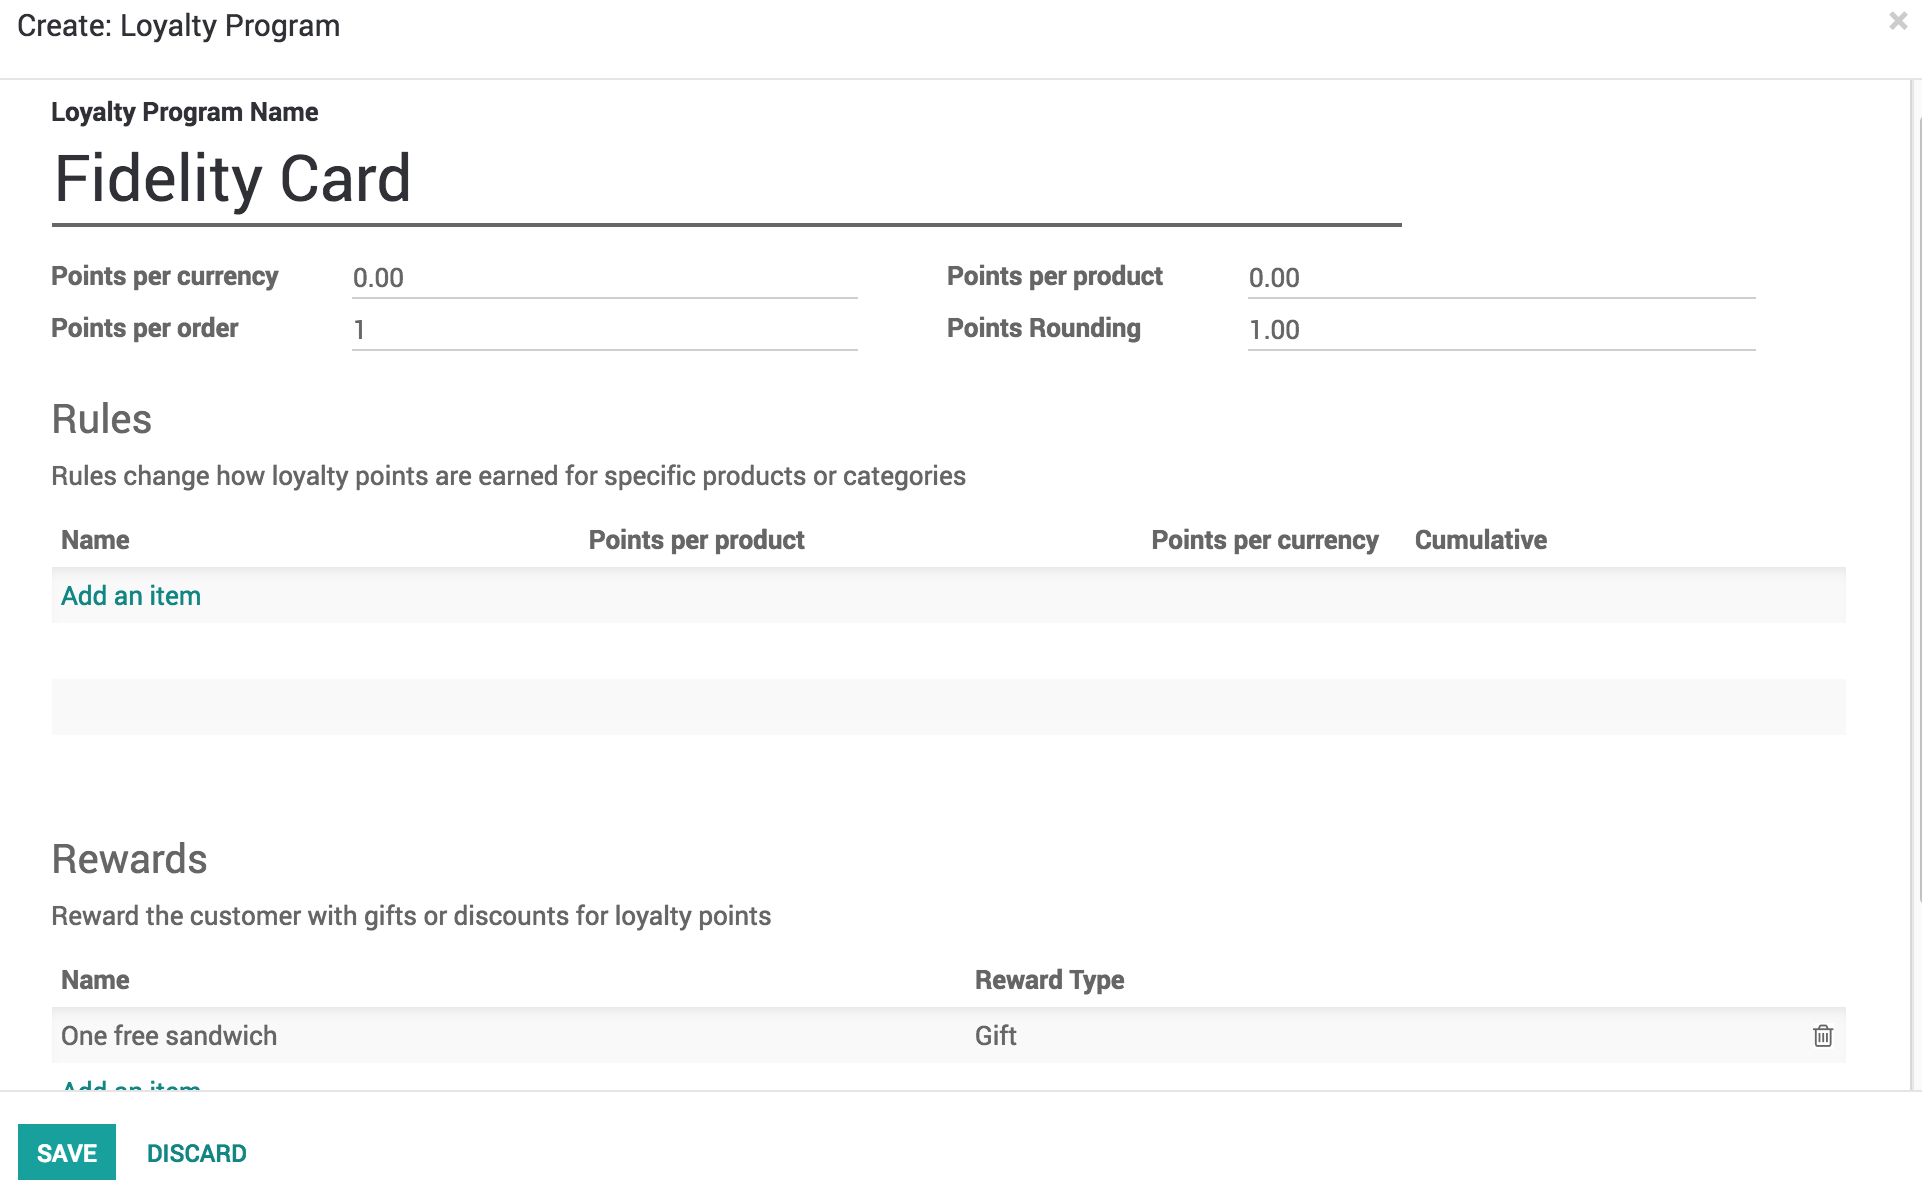 Create: Loyalty Program
Loyalty Program Name
Fidelity Card
Points per currency 0.00 Points per product 0.00
Points per order 1 Points Rounding 1.00
Rules
Rules change how loyalty points are earned for specific products or categories
Name Points per product Points per currency Cumulative
Add an item
Rewards
Reward the customer with gifts or discounts for loyalty points
Name Reward Type
One free sandwich Gift
Add an item
SAVE DISCARD